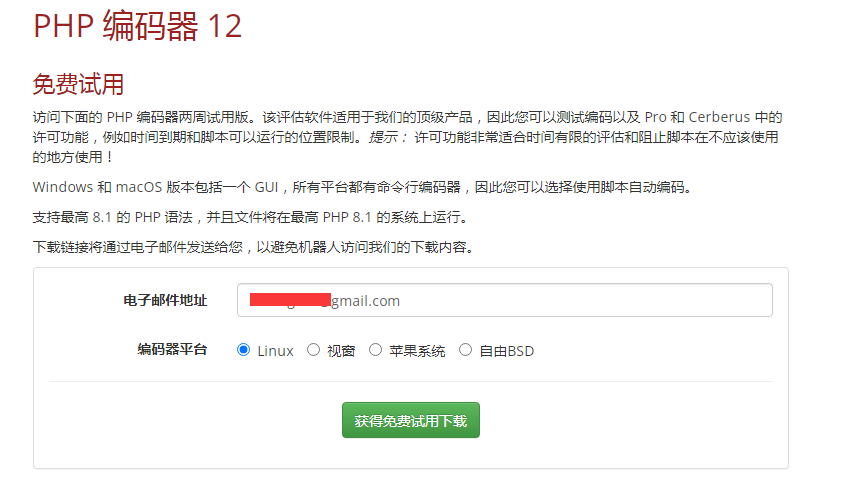 PHP 编码器 12
免费试用
访问下面的 PHP 编码器两周试用版。该评估软件适用于我们的顶级产品，因此您可以测试编码以及 Pro 和 Cerberus 中的
许可功能，例如时间到期和脚本可以运行的位置限制。提示： 许可功能非常适合时间有限的评估和阻止脚本在不应该使用
的地方使用！
Windows 和 macOS 版本包括一个 GUI，所有平台都有命令行编码器，因此您可以选择使用脚本自动编码。
支持最高 8.1 的 PHP 语法，并且文件将在最高 PHP 8.1 的系统上运行。
下载链接将通过电子邮件发送给您，以避免机器人访问我们的下载内容。
电子邮件地址 gmail.com
编码器平台 Linux 视窗 苹果系统 自由BSD
获得免费试用下载